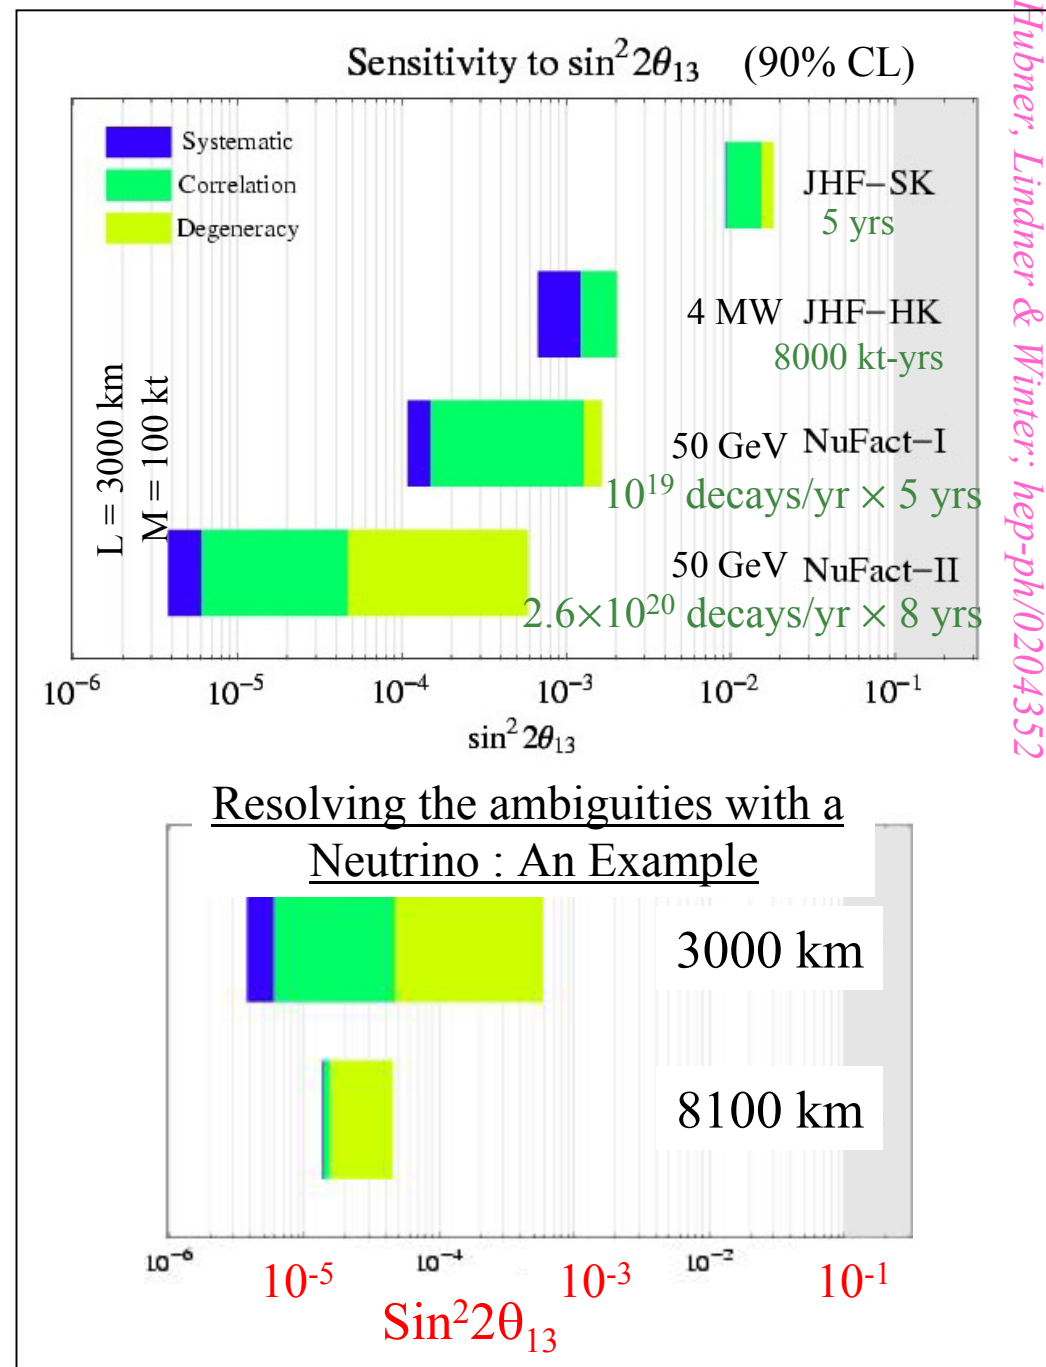 Sensitivity to sin² 2θ₁₃ (90% CL)
Systematic
Correlation
Degeneracy
JHF−SK
5 yrs
4 MW JHF−HK
8000 kt-yrs
L = 3000 km
M = 100 kt
50 GeV NuFact−I
10¹⁹ decays/yr × 5 yrs
50 GeV NuFact−II
2.6×10²⁰ decays/yr × 8 yrs
10⁻⁶ 10⁻⁵ 10⁻⁴ 10⁻³ 10⁻² 10⁻¹
sin² 2θ₁₃
Hubner, Lindner & Winter; hep-ph/0204352
Resolving the ambiguities with a
Neutrino : An Example
3000 km
8100 km
10⁻⁶ 10⁻⁵ 10⁻⁴ 10⁻³ 10⁻² 10⁻¹
Sin²2θ₁₃